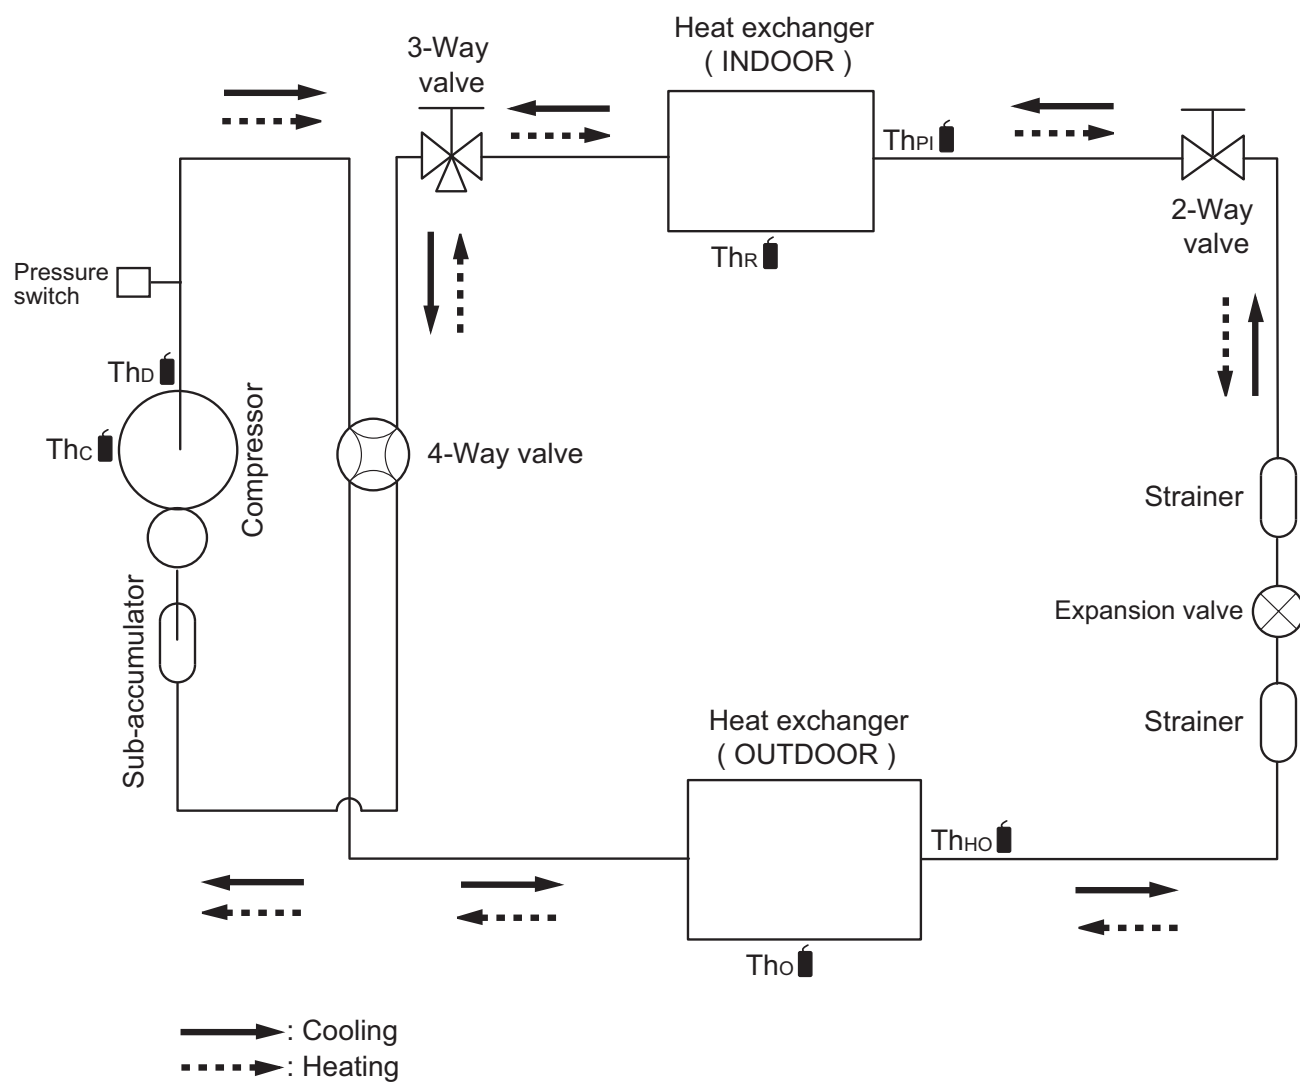 Heat exchanger
( INDOOR )
3-Way
valve
ThPI
2-Way
valve
ThR
Pressure
switch
ThD
ThC
Compressor
4-Way valve
Strainer
Expansion valve
Sub-accumulator
Strainer
Heat exchanger
( OUTDOOR )
ThHO
ThO
: Cooling
: Heating